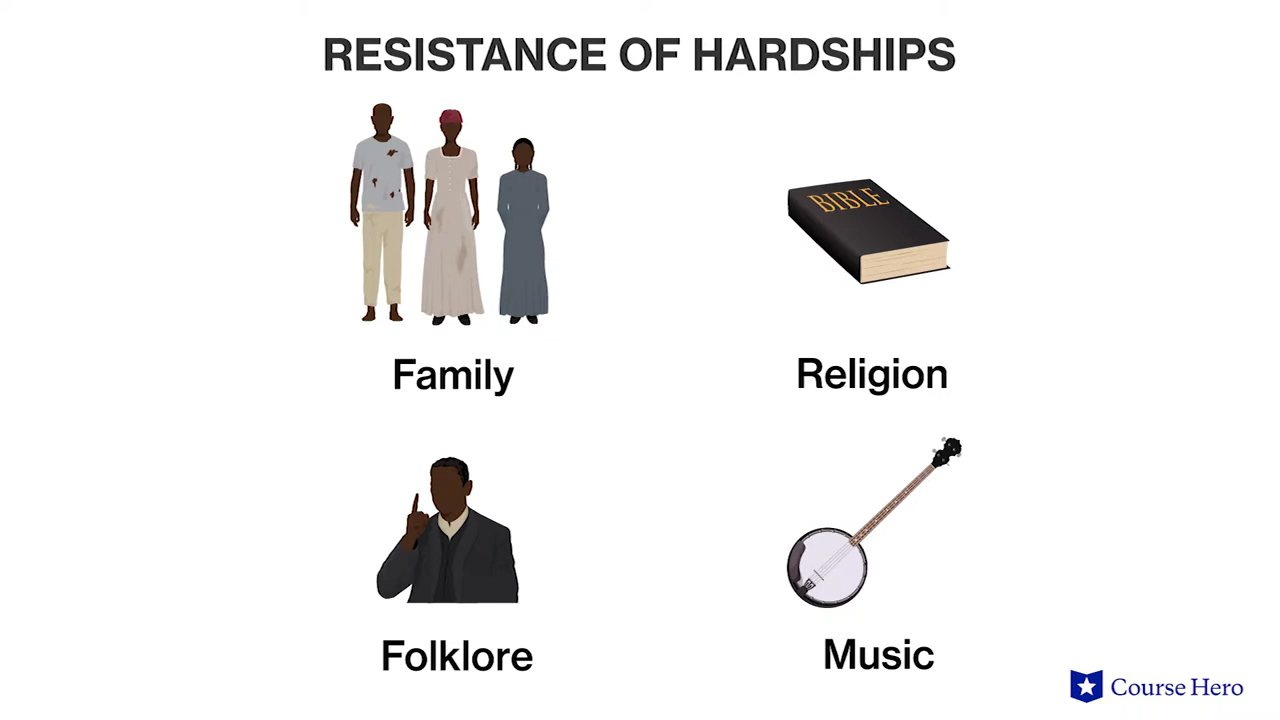 RESISTANCE OF HARDSHIPS
BIBLE
Family
Religion
Folklore
Music
Course Hero